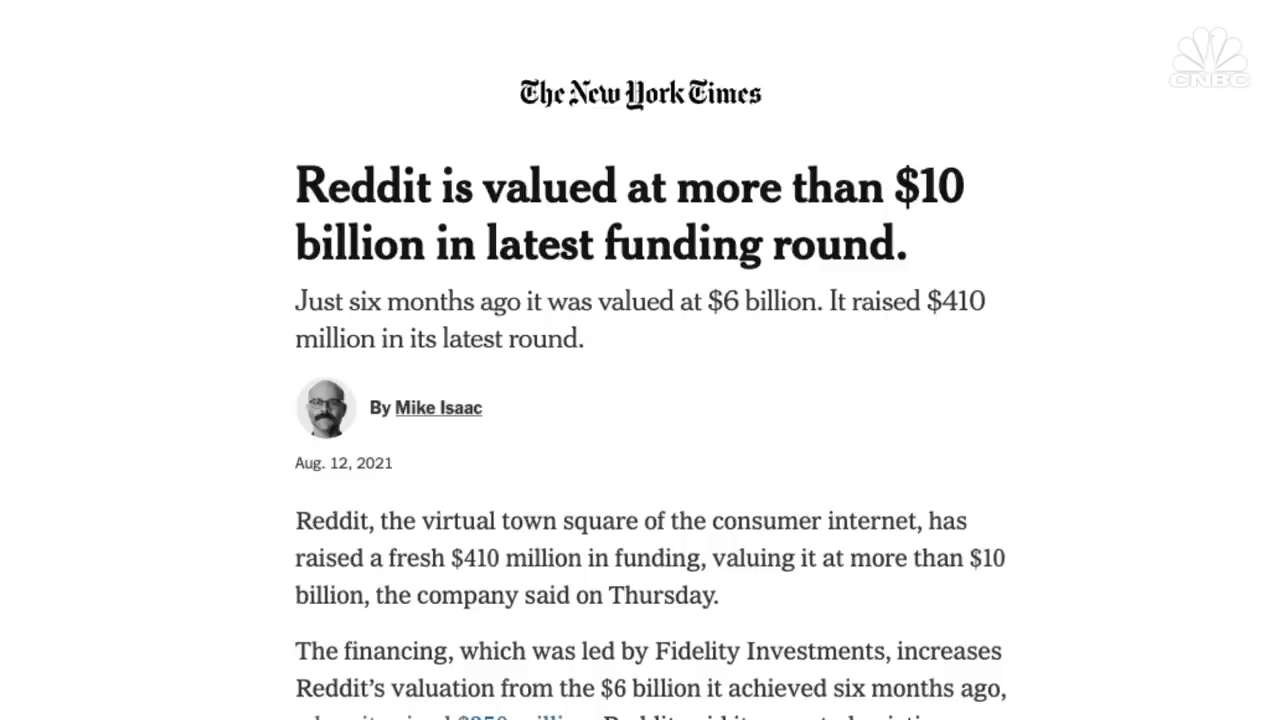 CNBC
The New York Times
Reddit is valued at more than $10
billion in latest funding round.
Just six months ago it was valued at $6 billion. It raised $410
million in its latest round.
By Mike Isaac
Aug. 12, 2021
Reddit, the virtual town square of the consumer internet, has
raised a fresh $410 million in funding, valuing it at more than $10
billion, the company said on Thursday.
The financing, which was led by Fidelity Investments, increases
Reddit’s valuation from the $6 billion it achieved six months ago,